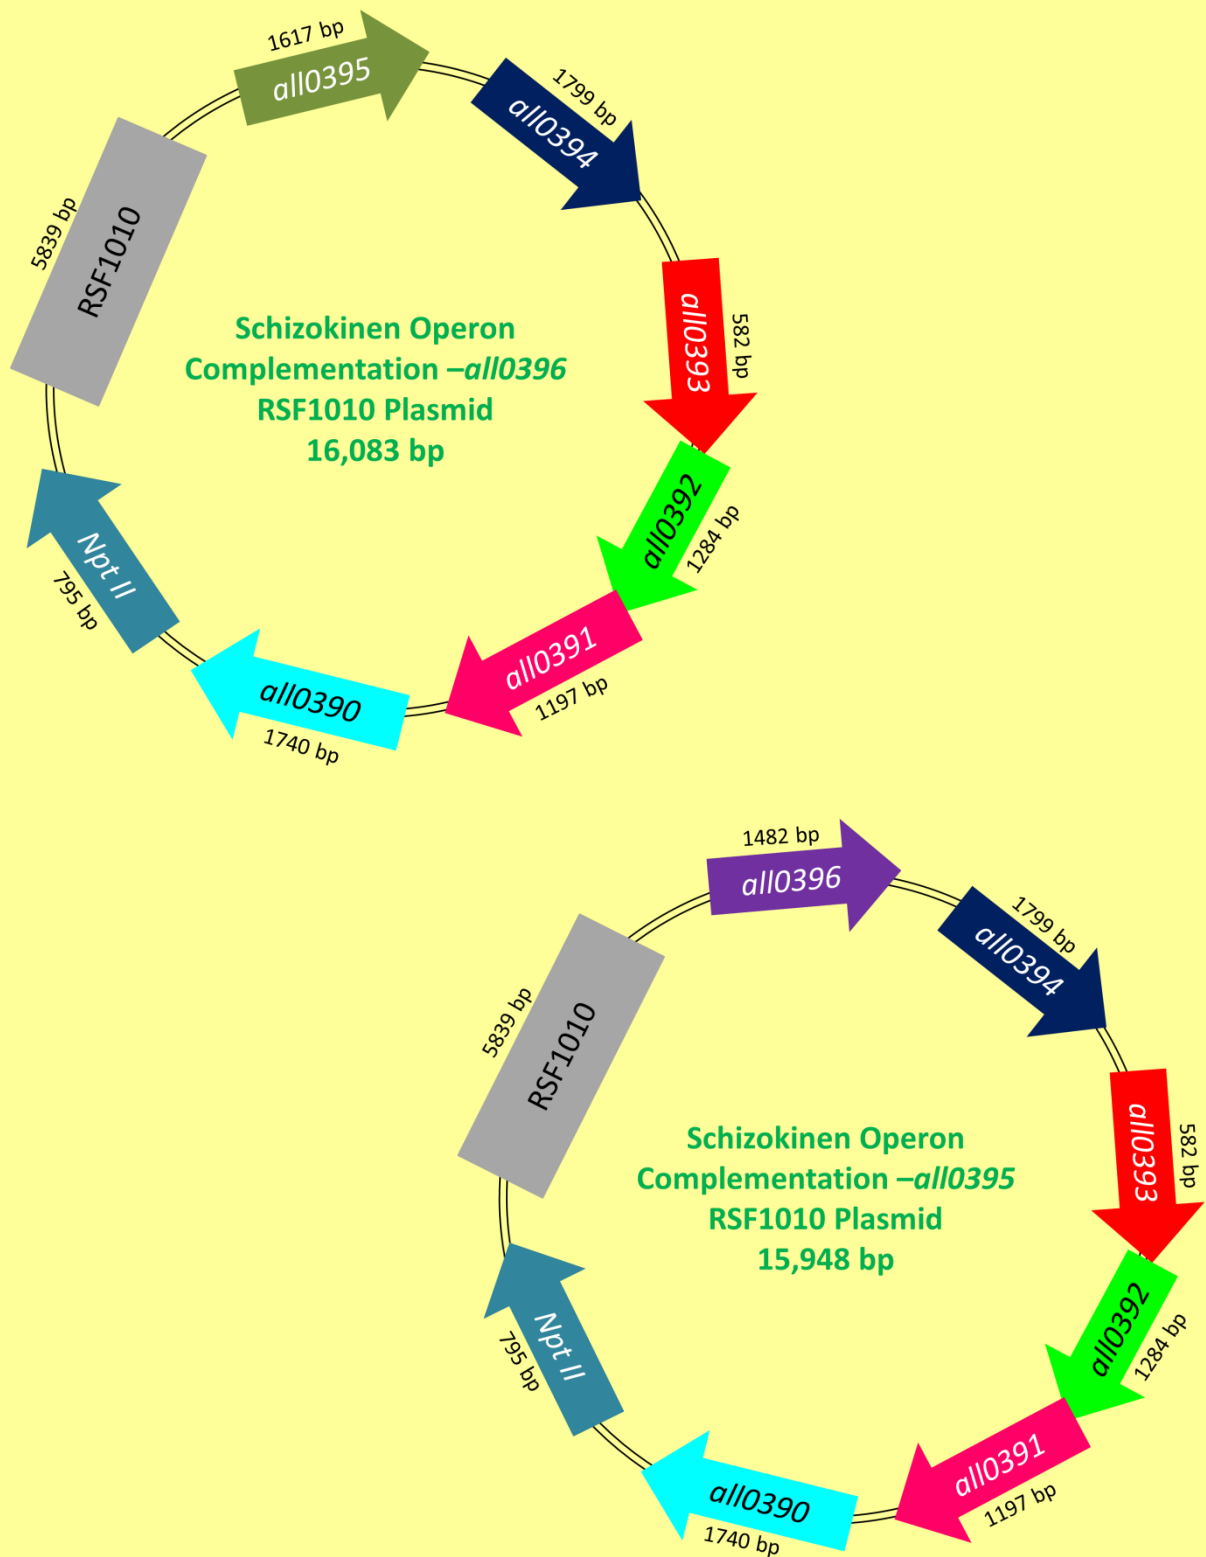 1617 bp
all0395
1799 bp
all0394
5839 bp
RSF1010
582 bp
all0393
Schizokinen Operon
Complementation –all0396
RSF1010 Plasmid
16,083 bp
all0392
1284 bp
Npt II
795 bp
all0391
1197 bp
all0390
1740 bp
1482 bp
all0396
1799 bp
all0394
5839 bp
RSF1010
582 bp
all0393
Schizokinen Operon
Complementation –all0395
RSF1010 Plasmid
15,948 bp
all0392
1284 bp
Npt II
795 bp
all0391
1197 bp
all0390
1740 bp